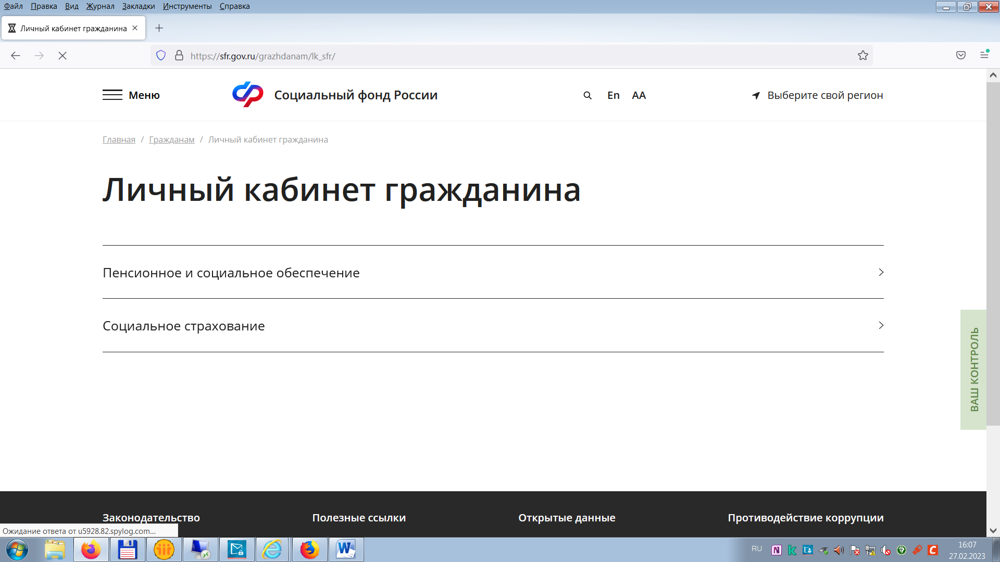 Файл Правка Вид Журнал Закладки Инструменты Справка
Личный кабинет гражданина
https://sfr.gov.ru/grazhdanam/lk_sfr/
Меню
Социальный фонд России
En AA
Выберите свой регион
Главная / Гражданам / Личный кабинет гражданина
Личный кабинет гражданина
Пенсионное и социальное обеспечение
Социальное страхование
ВАШ КОНТРОЛЬ
Законодательство Полезные ссылки Открытые данные Противодействие коррупции
Ожидание ответа от u5928.82.spylog.com...
RU
16:07
27.02.2023